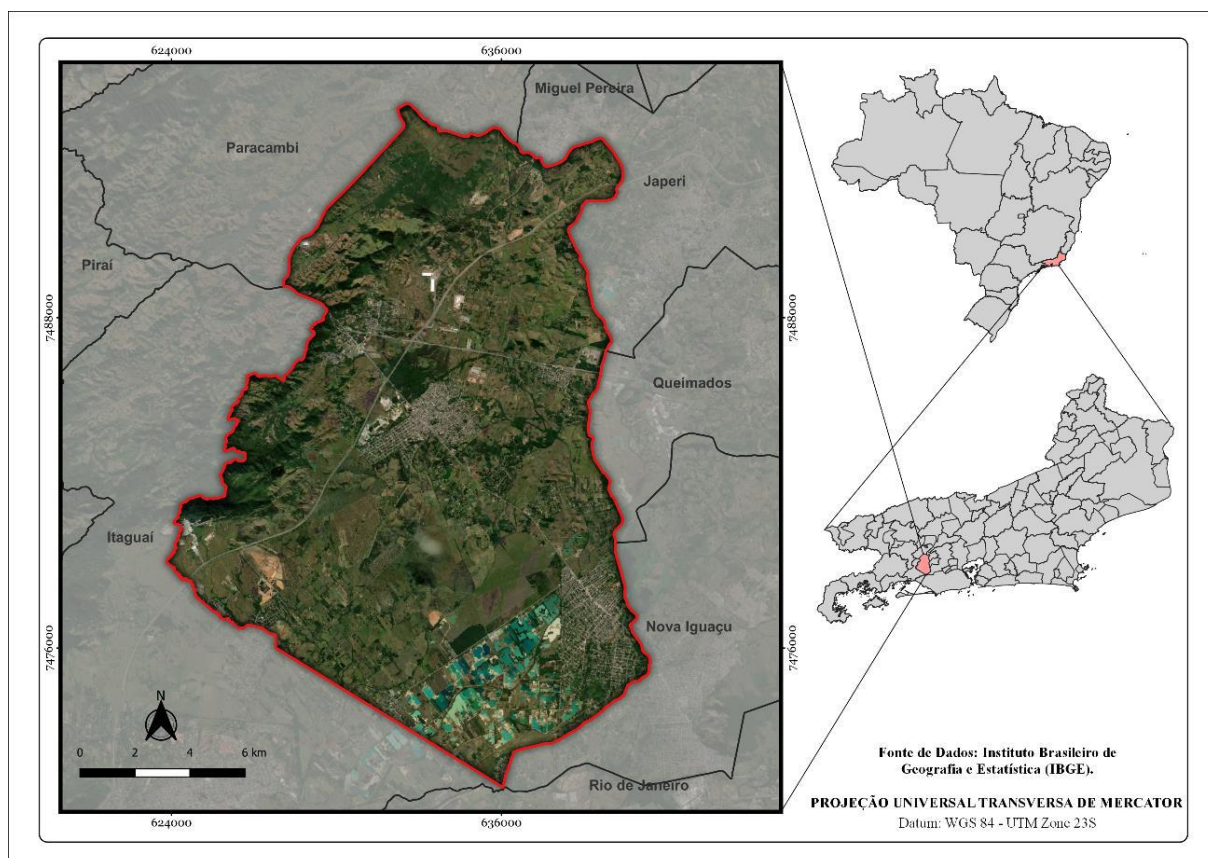 624000
636000
Miguel Pereira
Paracambi
Japeri
Piraí
7488000
7488000
Queimados
Itaguaí
Nova Iguaçu
7476000
7476000
N
0 2 4 6 km
Rio de Janeiro
624000
636000
Fonte de Dados: Instituto Brasileiro de
Geografia e Estatística (IBGE).
PROJEÇÃO UNIVERSAL TRANSVERSA DE MERCATOR
Datum: WGS 84 - UTM Zone 23S